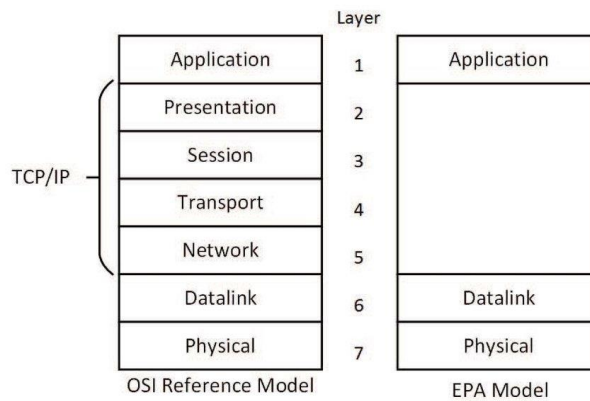 Layer
Application 1 Application
Presentation 2
Session 3
TCP/IP
Transport 4
Network 5
Datalink 6 Datalink
Physical 7 Physical
OSI Reference Model
EPA Model